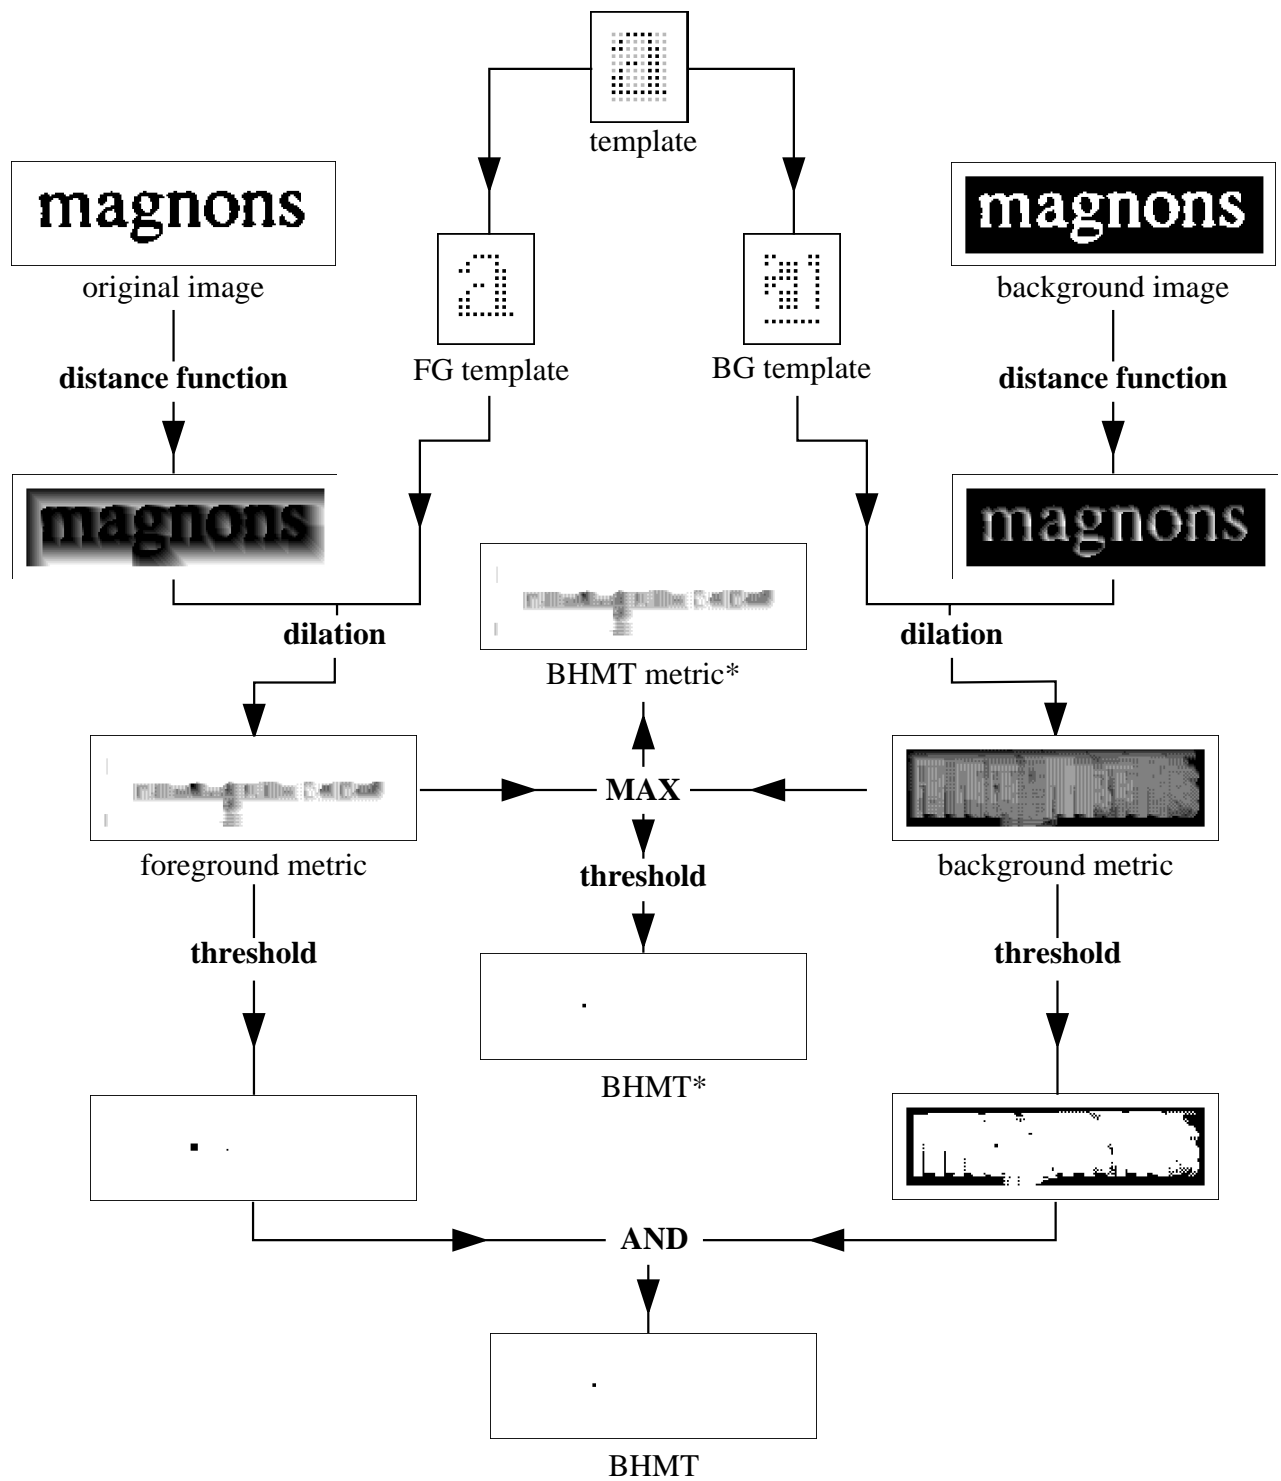 template
magnons
magnons
original image
background image
FG template
BG template
distance function
distance function
magnons
magnons
dilation
dilation
BHMT metric*
MAX
foreground metric
background metric
threshold
threshold
threshold
BHMT*
AND
BHMT